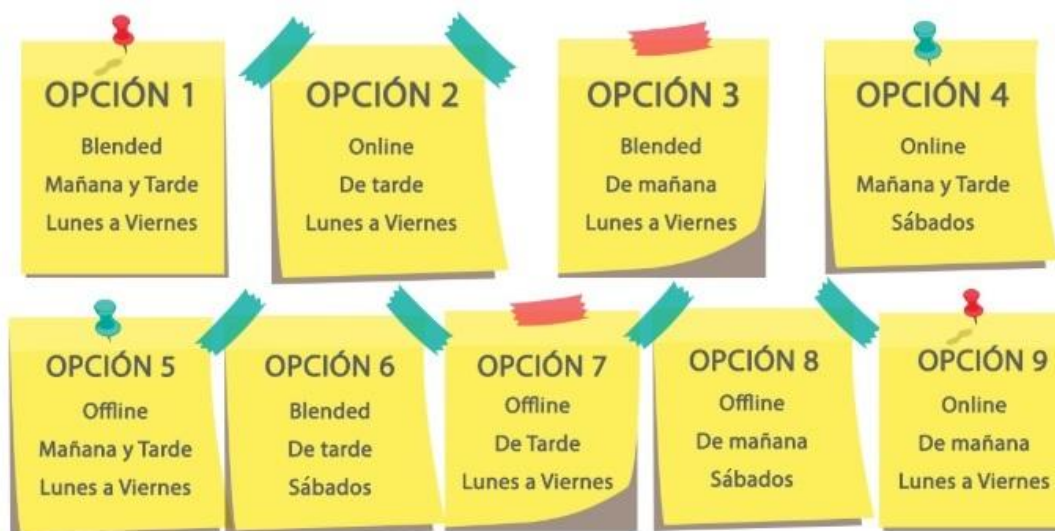 OPCIÓN 1
Blended
Mañana y Tarde
Lunes a Viernes
OPCIÓN 2
Online
De tarde
Lunes a Viernes
OPCIÓN 3
Blended
De mañana
Lunes a Viernes
OPCIÓN 4
Online
Mañana y Tarde
Sábados
OPCIÓN 5
Offline
Mañana y Tarde
Lunes a Viernes
OPCIÓN 6
Blended
De tarde
Sábados
OPCIÓN 7
Offline
De Tarde
Lunes a Viernes
OPCIÓN 8
Offline
De mañana
Sábados
OPCIÓN 9
Online
De mañana
Lunes a Viernes